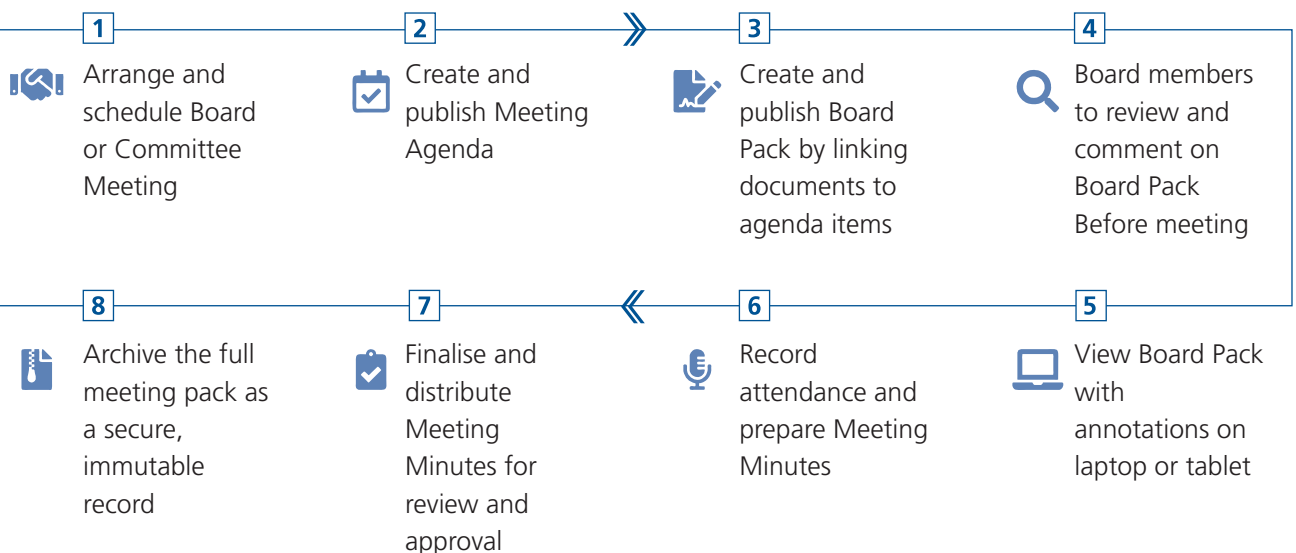 1
Arrange and
schedule Board
or Committee
Meeting
2
Create and
publish Meeting
Agenda
3
Create and
publish Board
Pack by linking
documents to
agenda items
4
Board members
to review and
comment on
Board Pack
Before meeting
5
View Board Pack
with
annotations on
laptop or tablet
6
Record
attendance and
prepare Meeting
Minutes
7
Finalise and
distribute
Meeting
Minutes for
review and
approval
8
Archive the full
meeting pack as
a secure,
immutable
record